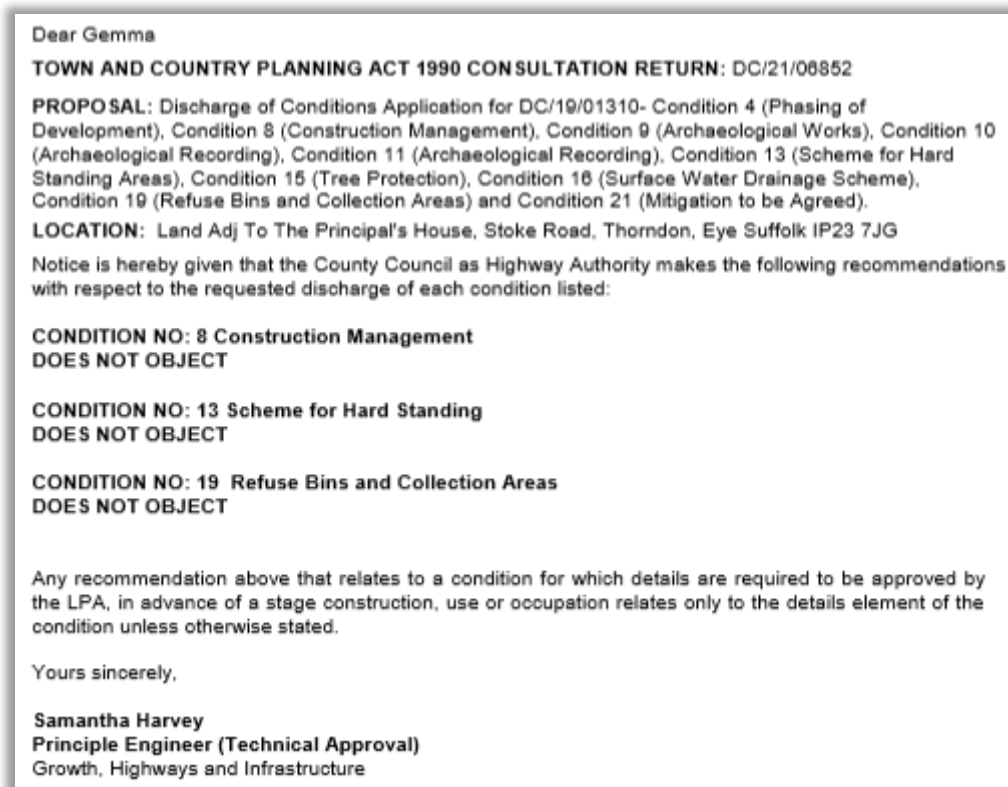 Dear Gemma
TOWN AND COUNTRY PLANNING ACT 1990 CONSULTATION RETURN: DC/21/06852
PROPOSAL: Discharge of Conditions Application for DC/19/01310- Condition 4 (Phasing of
Development), Condition 8 (Construction Management), Condition 9 (Archaeological Works), Condition 10
(Archaeological Recording), Condition 11 (Archaeological Recording), Condition 13 (Scheme for Hard
Standing Areas), Condition 15 (Tree Protection), Condition 16 (Surface Water Drainage Scheme),
Condition 19 (Refuse Bins and Collection Areas) and Condition 21 (Mitigation to be Agreed).
LOCATION: Land Adj To The Principal's House, Stoke Road, Thorndon, Eye Suffolk IP23 7JG
Notice is hereby given that the County Council as Highway Authority makes the following recommendations
with respect to the requested discharge of each condition listed:
CONDITION NO: 8 Construction Management
DOES NOT OBJECT
CONDITION NO: 13 Scheme for Hard Standing
DOES NOT OBJECT
CONDITION NO: 19 Refuse Bins and Collection Areas
DOES NOT OBJECT
Any recommendation above that relates to a condition for which details are required to be approved by
the LPA, in advance of a stage construction, use or occupation relates only to the details element of the
condition unless otherwise stated.
Yours sincerely,
Samantha Harvey
Principle Engineer (Technical Approval)
Growth, Highways and Infrastructure